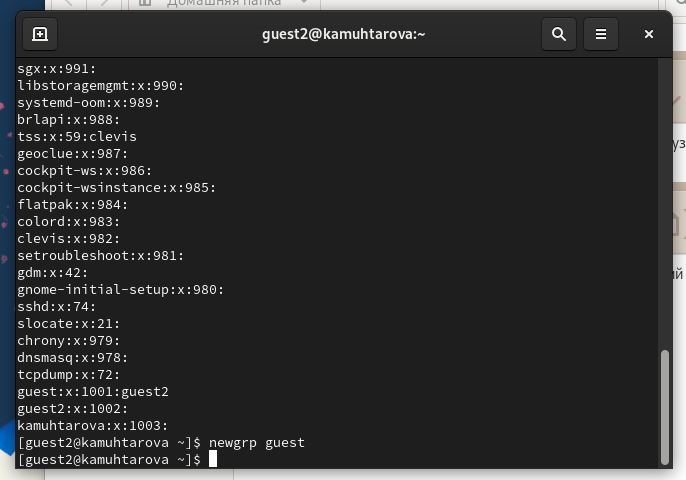 Домашняя папка
guest2@kamuhtarova:~
sgx:x:991:
libstoragemgmt:x:990:
systemd-oom:x:989:
brlapi:x:988:
tss:x:59:clevis
geoclue:x:987:
cockpit-ws:x:986:
cockpit-wsinstance:x:985:
flatpak:x:984:
colord:x:983:
clevis:x:982:
setroubleshoot:x:981:
gdm:x:42:
gnome-initial-setup:x:980:
sshd:x:74:
slocate:x:21:
chrony:x:979:
dnsmasq:x:978:
tcpdump:x:72:
guest:x:1001:guest2
guest2:x:1002:
kamuhtarova:x:1003:
[guest2@kamuhtarova ~]$ newgrp guest
[guest2@kamuhtarova ~]$